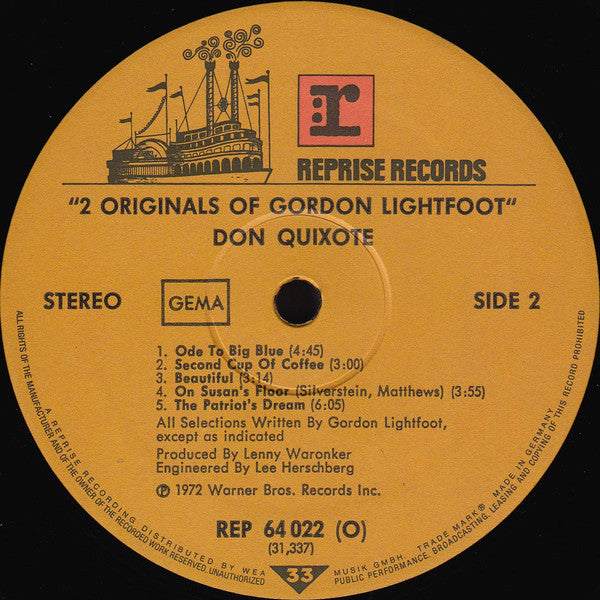 r
REPRISE RECORDS
"2 ORIGINALS OF GORDON LIGHTFOOT"
DON QUIXOTE
STEREO
GEMA
SIDE 2
1. Ode To Big Blue (4:45)
2. Second Cup Of Coffee (3:00)
3. Beautiful (3:14)
4. On Susan's Floor (Silverstein, Matthews) (3:55)
5. The Patriot's Dream (6:05)
All Selections Written By Gordon Lightfoot,
except as indicated
Produced By Lenny Waronker
Engineered By Lee Herschberg
℗ 1972 Warner Bros. Records Inc.
REP 64 022 (O)
(31,337)
33
ALL RIGHTS OF THE MANUFACTURER AND OF THE OWNER OF THE RECORDED WORK RESERVED. UNAUTHORIZED PUBLIC PERFORMANCE, BROADCASTING, LEASING AND COPYING OF THIS RECORD PROHIBITED
A REPRISE RECORDING DISTRIBUTED BY WEA MUSIK GMBH. TRADE MARK® MADE IN GERMANY